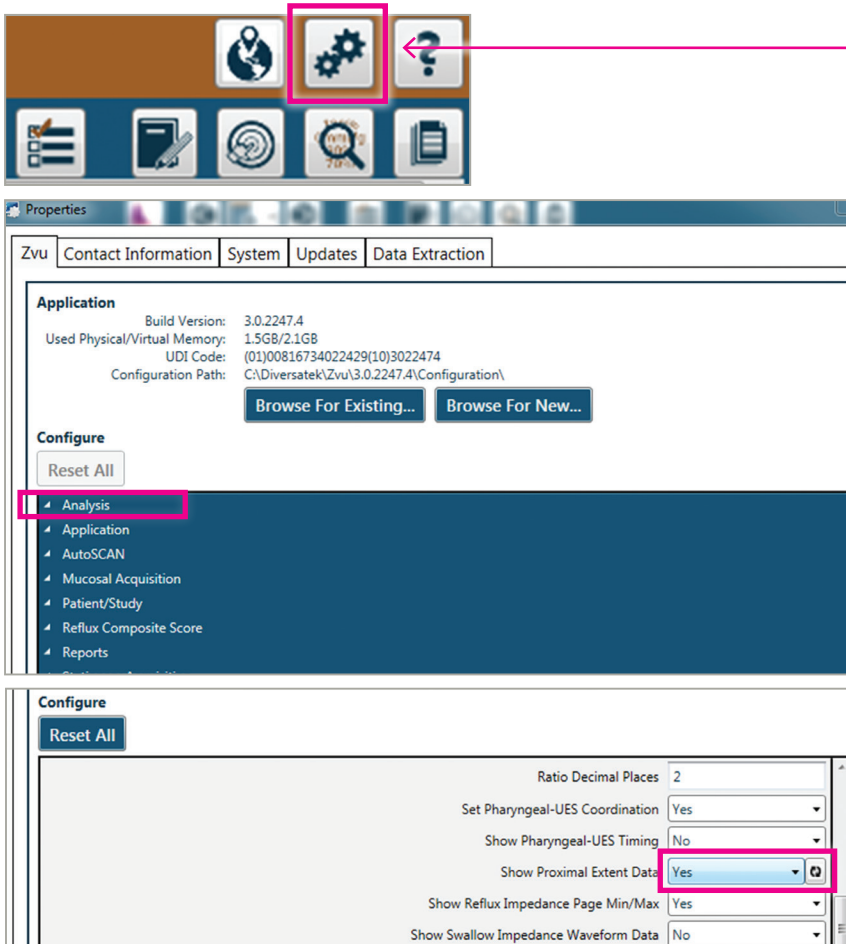 ?
Properties
Zvu Contact Information System Updates Data Extraction
Application
Build Version: 3.0.2247.4
Used Physical/Virtual Memory: 1.5GB/2.1GB
UDI Code: (01)00816734022429(10)3022474
Configuration Path: C:\Diversatek\Zvu\3.0.2247.4\Configuration\
Browse For Existing... Browse For New...
Configure
Reset All
Analysis
Application
AutoSCAN
Mucosal Acquisition
Patient/Study
Reflux Composite Score
Reports
Configure
Reset All
Ratio Decimal Places 2
Set Pharyngeal-UES Coordination Yes
Show Pharyngeal-UES Timing No
Show Proximal Extent Data Yes
Show Reflux Impedance Page Min/Max Yes
Show Swallow Impedance Waveform Data No